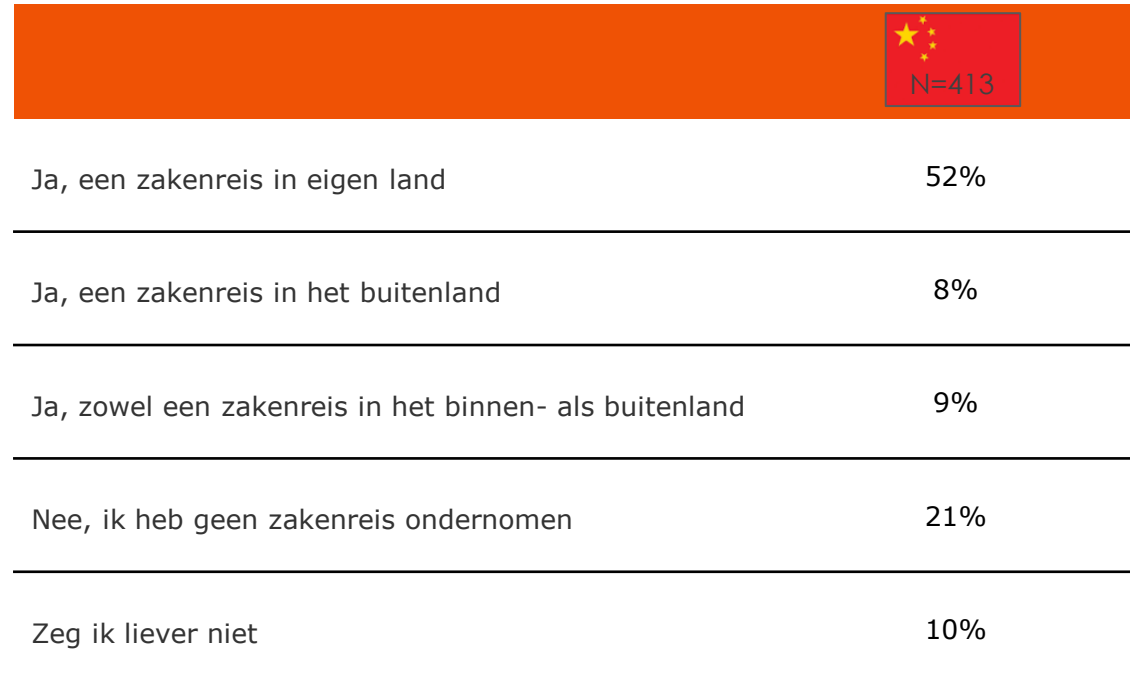 N=413
Ja, een zakenreis in eigen land 52%
Ja, een zakenreis in het buitenland 8%
Ja, zowel een zakenreis in het binnen- als buitenland 9%
Nee, ik heb geen zakenreis ondernomen 21%
Zeg ik liever niet 10%